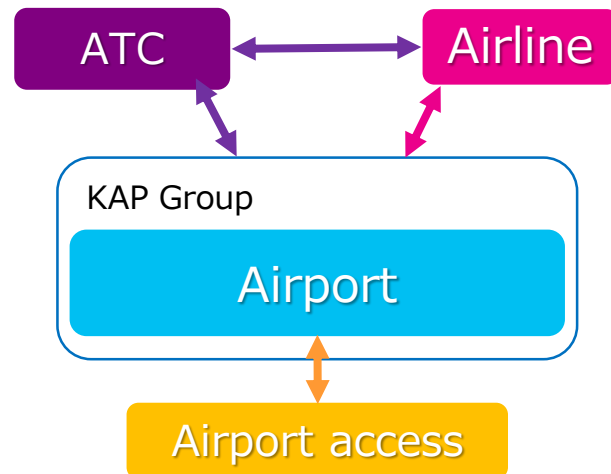 ATC
Airline
KAP Group
Airport
Airport access